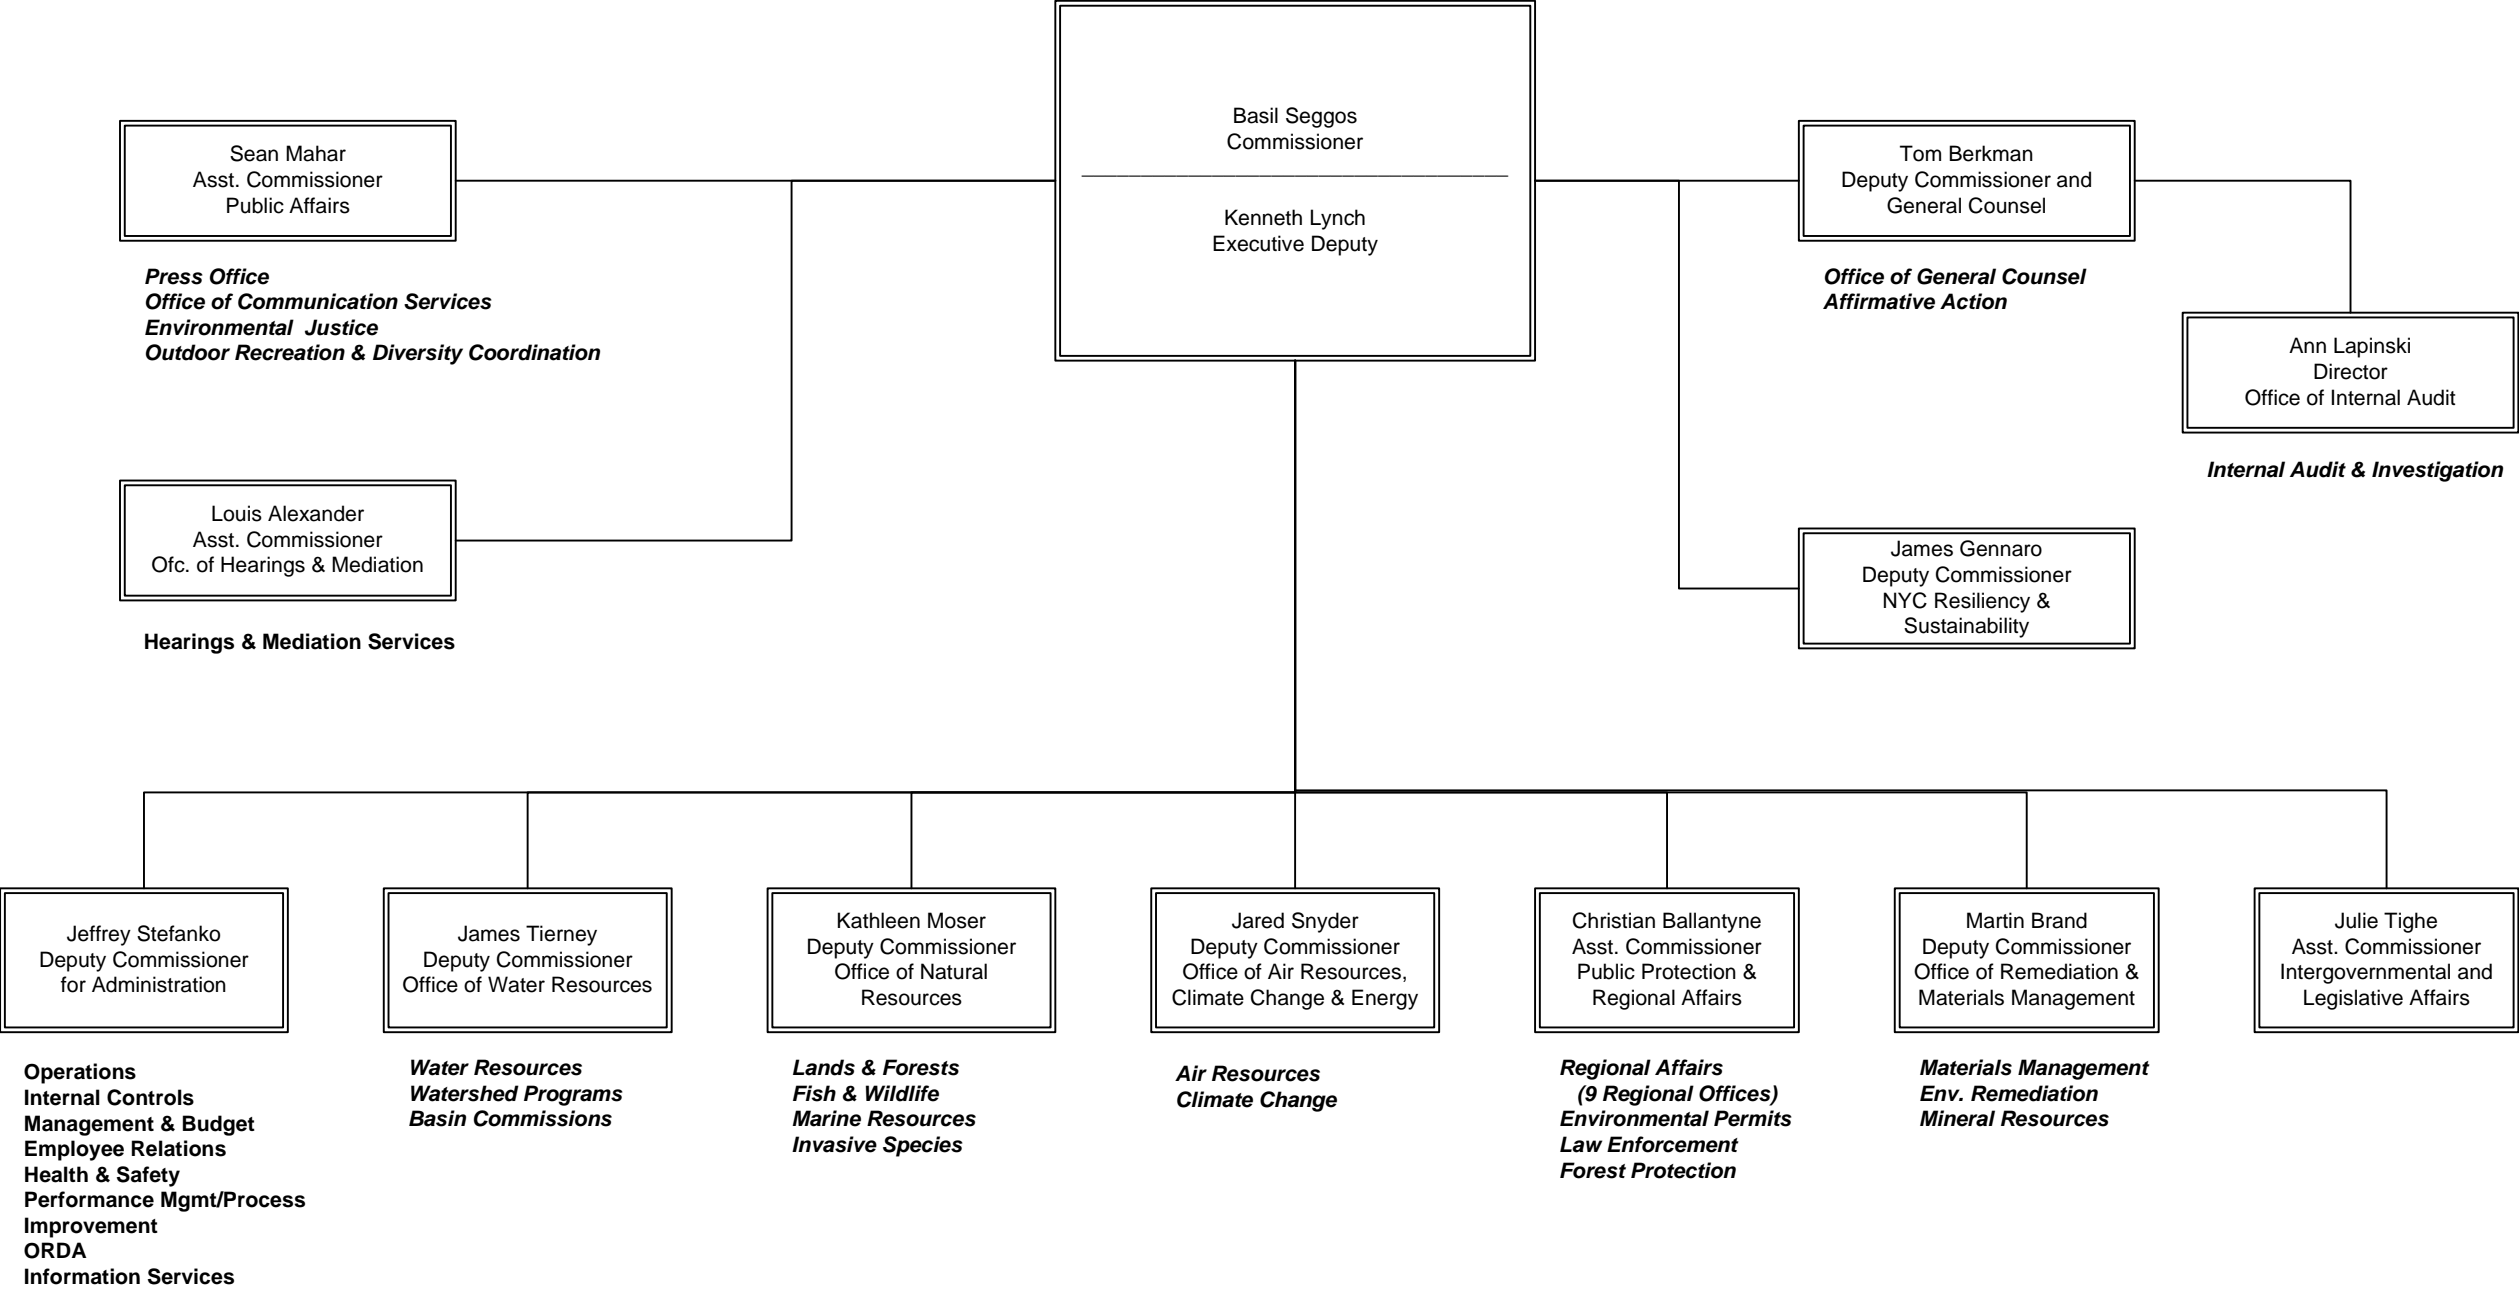 Basil Seggos
Commissioner
Kenneth Lynch
Executive Deputy
Sean Mahar
Asst. Commissioner
Public Affairs
Press Office
Office of Communication Services
Environmental  Justice
Outdoor Recreation & Diversity Coordination
Louis Alexander
Asst. Commissioner
Ofc. of Hearings & Mediation
Hearings & Mediation Services
Tom Berkman
Deputy Commissioner and
General Counsel
Office of General Counsel
Affirmative Action
Ann Lapinski
Director
Office of Internal Audit
Internal Audit & Investigation
James Gennaro
Deputy Commissioner
NYC Resiliency &
Sustainability
Jeffrey Stefanko
Deputy Commissioner
for Administration
Operations
Internal Controls
Management & Budget
Employee Relations
Health & Safety
Performance Mgmt/Process
Improvement
ORDA
Information Services
James Tierney
Deputy Commissioner
Office of Water Resources
Water Resources
Watershed Programs
Basin Commissions
Kathleen Moser
Deputy Commissioner
Office of Natural
Resources
Lands & Forests
Fish & Wildlife
Marine Resources
Invasive Species
Jared Snyder
Deputy Commissioner
Office of Air Resources,
Climate Change & Energy
Air Resources
Climate Change
Christian Ballantyne
Asst. Commissioner
Public Protection &
Regional Affairs
Regional Affairs
(9 Regional Offices)
Environmental Permits
Law Enforcement
Forest Protection
Martin Brand
Deputy Commissioner
Office of Remediation &
Materials Management
Materials Management
Env. Remediation
Mineral Resources
Julie Tighe
Asst. Commissioner
Intergovernmental and
Legislative Affairs